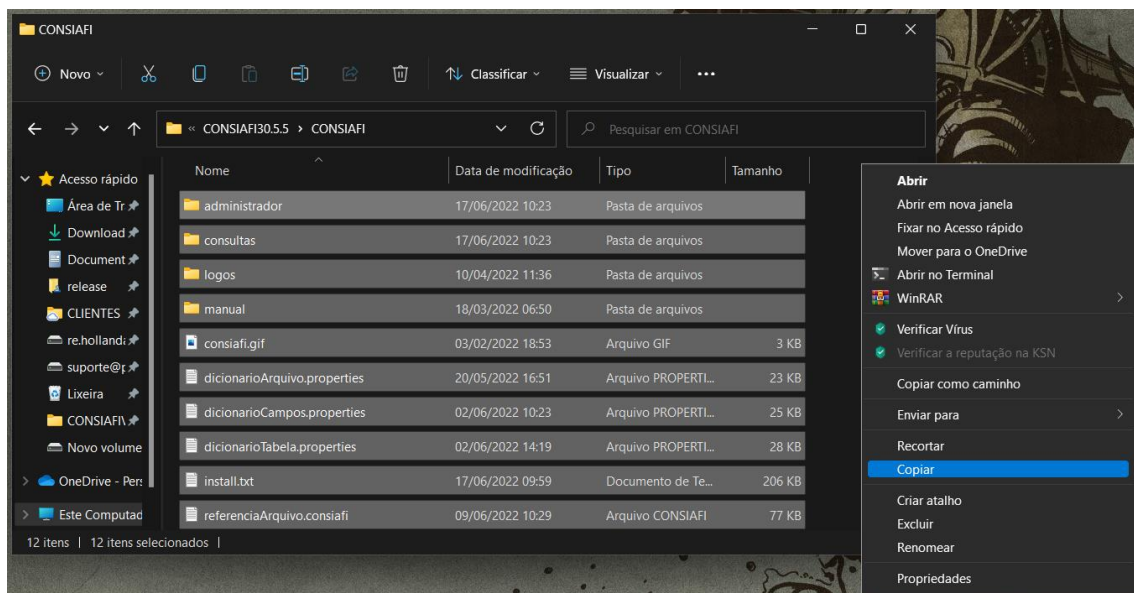 CONSIAFI
Novo
Classificar
Visualizar
« CONSIAFI30.5.5 > CONSIAFI
Pesquisar em CONSIAFI
Nome Data de modificação Tipo Tamanho
administrador 17/06/2022 10:23 Pasta de arquivos
consultas 17/06/2022 10:23 Pasta de arquivos
logos 10/04/2022 11:36 Pasta de arquivos
manual 18/03/2022 06:50 Pasta de arquivos
consiafi.gif 03/02/2022 18:53 Arquivo GIF 3 KB
dicionarioArquivo.properties 20/05/2022 16:51 Arquivo PROPERTI... 23 KB
dicionarioCampos.properties 02/06/2022 10:23 Arquivo PROPERTI... 25 KB
dicionarioTabela.properties 02/06/2022 14:19 Arquivo PROPERTI... 28 KB
install.txt 17/06/2022 09:59 Documento de Te... 206 KB
referenciaArquivo.consiafi 09/06/2022 10:29 Arquivo CONSIAFI 77 KB
Acesso rápido
Área de Tr
Download
Document
release
CLIENTES
re.holland
suporte@
Lixeira
CONSIAFI\
Novo volume
OneDrive - Pers
Este Computad
12 itens | 12 itens selecionados |
Abrir
Abrir em nova janela
Fixar no Acesso rápido
Mover para o OneDrive
Abrir no Terminal
WinRAR
Verificar Vírus
Verificar a reputação na KSN
Copiar como caminho
Enviar para
Recortar
Copiar
Criar atalho
Excluir
Renomear
Propriedades